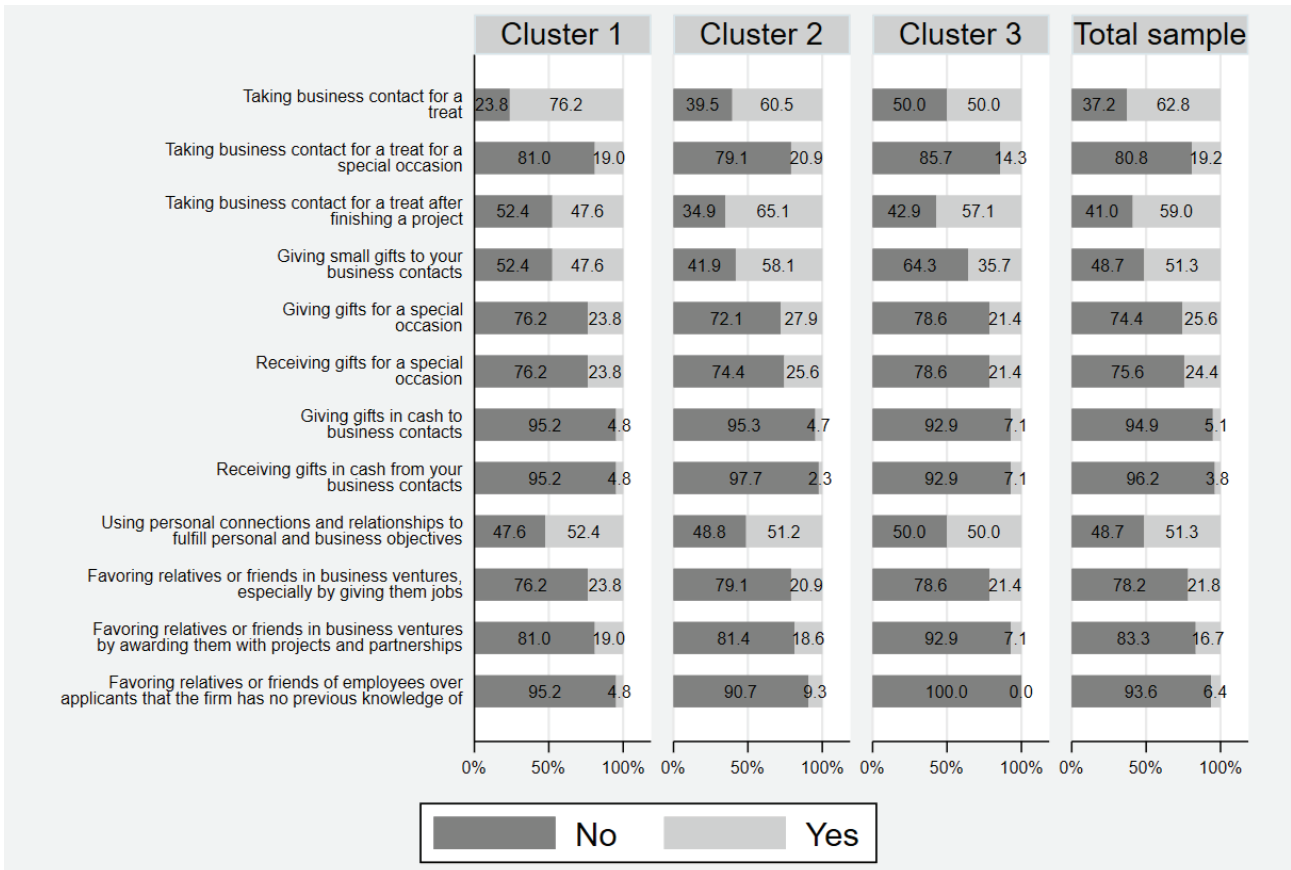 Cluster 1 Cluster 2 Cluster 3 Total sample
Taking business contact for a
treat
23.8 76.2 39.5 60.5 50.0 50.0 37.2 62.8
Taking business contact for a treat for a
special occasion
81.0 19.0 79.1 20.9 85.7 14.3 80.8 19.2
Taking business contact for a treat after
finishing a project
52.4 47.6 34.9 65.1 42.9 57.1 41.0 59.0
Giving small gifts to your
business contacts
52.4 47.6 41.9 58.1 64.3 35.7 48.7 51.3
Giving gifts for a special
occasion
76.2 23.8 72.1 27.9 78.6 21.4 74.4 25.6
Receiving gifts for a special
occasion
76.2 23.8 74.4 25.6 78.6 21.4 75.6 24.4
Giving gifts in cash to
business contacts
95.2 4.8 95.3 4.7 92.9 7.1 94.9 5.1
Receiving gifts in cash from your
business contacts
95.2 4.8 97.7 2.3 92.9 7.1 96.2 3.8
Using personal connections and relationships to
fulfill personal and business objectives
47.6 52.4 48.8 51.2 50.0 50.0 48.7 51.3
Favoring relatives or friends in business ventures,
especially by giving them jobs
76.2 23.8 79.1 20.9 78.6 21.4 78.2 21.8
Favoring relatives or friends in business ventures
by awarding them with projects and partnerships
81.0 19.0 81.4 18.6 92.9 7.1 83.3 16.7
Favoring relatives or friends of employees over
applicants that the firm has no previous knowledge of
95.2 4.8 90.7 9.3 100.0 0.0 93.6 6.4
0% 50% 100% 0% 50% 100% 0% 50% 100% 0% 50% 100%
No Yes